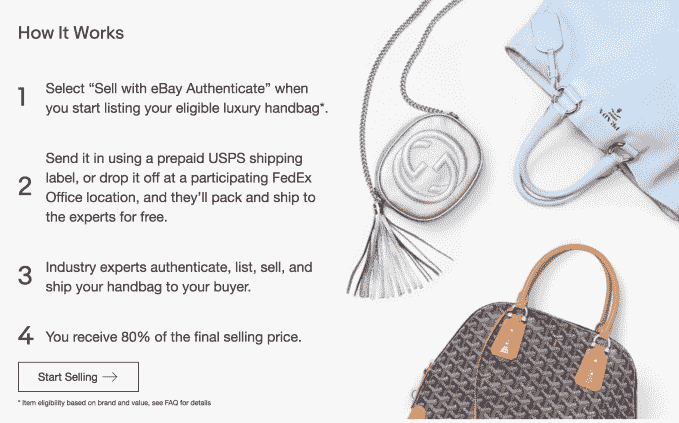 How It Works
1
Select “Sell with eBay Authenticate” when
you start listing your eligible luxury handbag*.
2
Send it in using a prepaid USPS shipping
label, or drop it off at a participating FedEx
Office location, and they’ll pack and ship to
the experts for free.
3
Industry experts authenticate, list, sell, and
ship your handbag to your buyer.
4
You receive 80% of the final selling price.
Start Selling →
* Item eligibility based on brand and value, see FAQ for details
PRADA